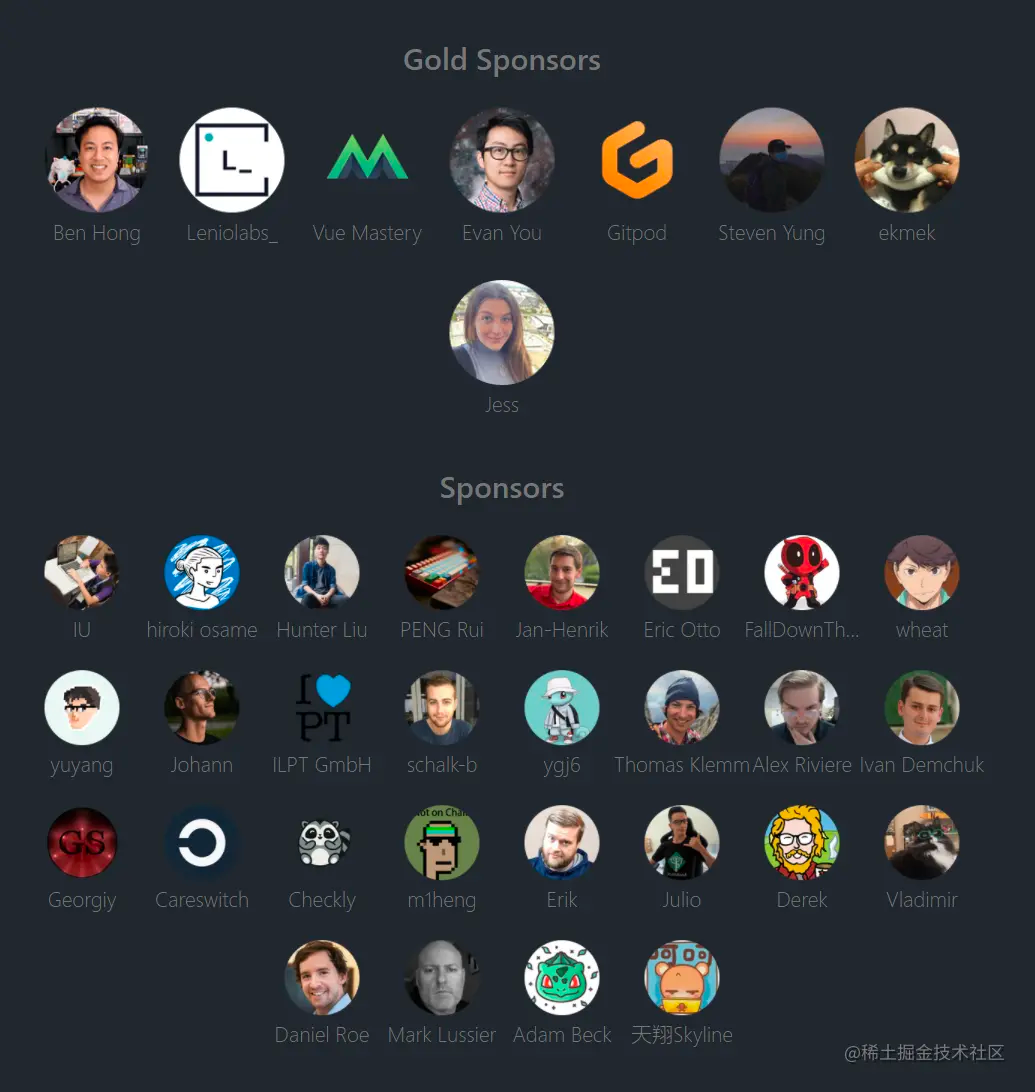 Gold Sponsors
L_
Ben Hong Leniolabs_ Vue Mastery Evan You Gitpod Steven Yung ekmek
Jess
Sponsors
IU hiroki osame Hunter Liu PENG Rui Jan-Henrik Eric Otto FallDownTh... wheat
I
PT
yuyang Johann ILPT GmbH schalk-b ygj6 Thomas Klemm Alex Riviere Ivan Demchuk
GS
Georgiy Careswitch Checkly m1heng Erik Julio Derek Vladimir
Daniel Roe Mark Lussier Adam Beck 天翔Skyline
@稀土掘金技术社区